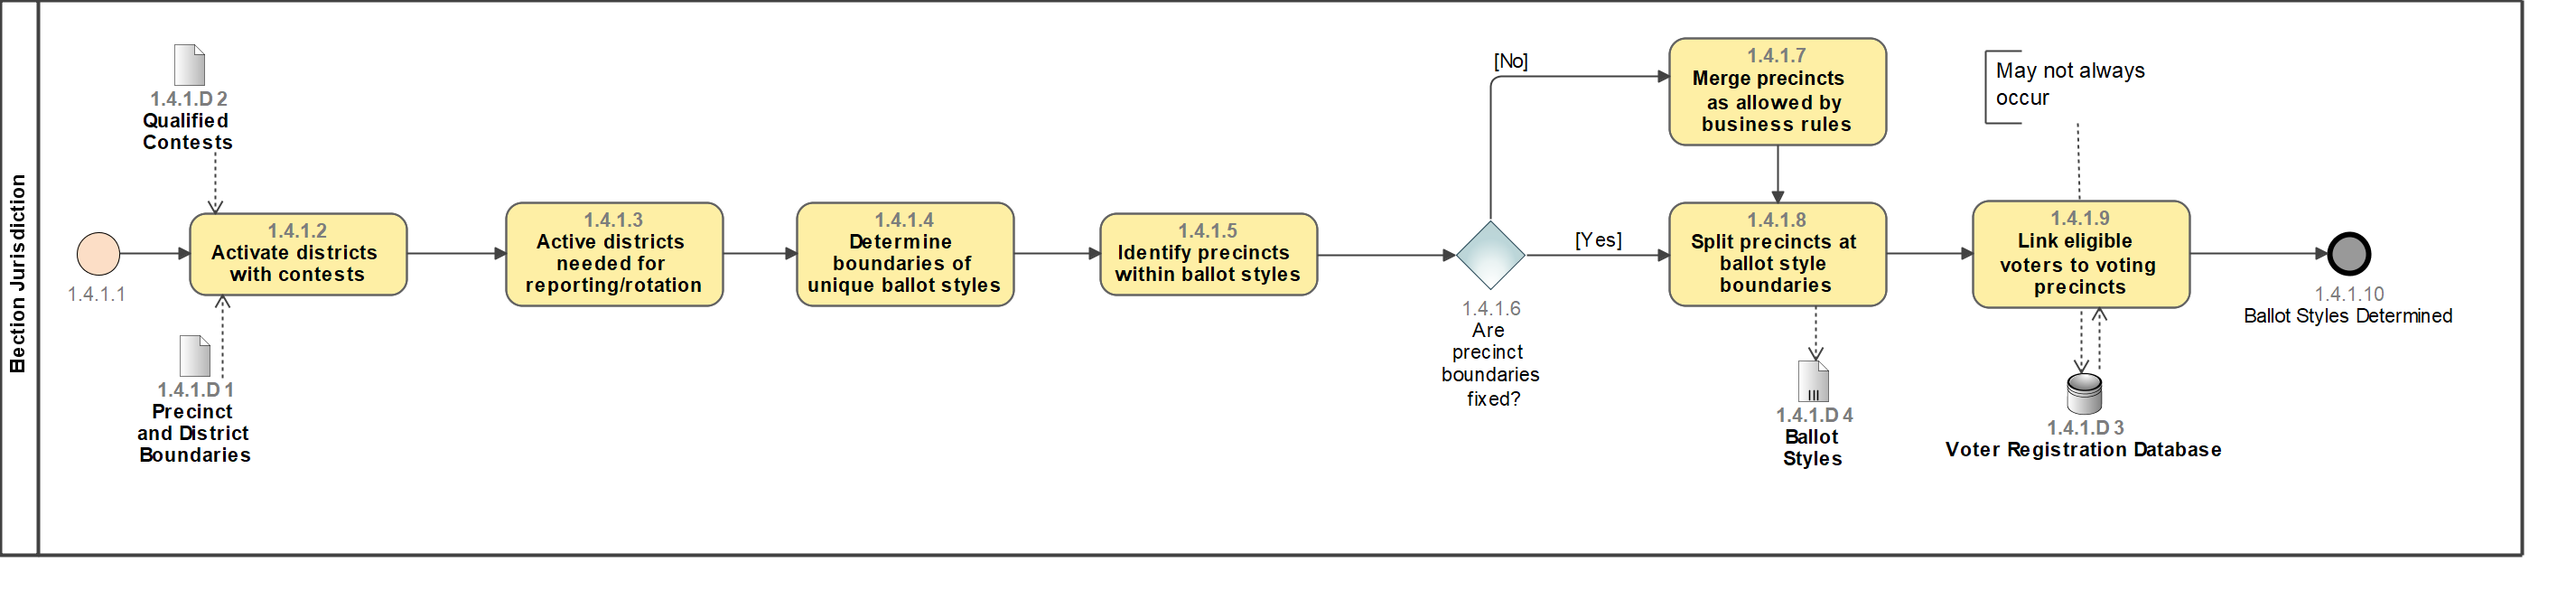 Election Jurisdiction
1.4.1.1
1.4.1.D 2
Qualified
Contests
1.4.1.D 1
Precinct
and District
Boundaries
1.4.1.2
Activate districts
with contests
1.4.1.3
Active districts
needed for
reporting/rotation
1.4.1.4
Determine
boundaries of
unique ballot styles
1.4.1.5
Identify precincts
within ballot styles
1.4.1.6
Are
precinct
boundaries
fixed?
[No]
[Yes]
1.4.1.7
Merge precincts
as allowed by
business rules
1.4.1.8
Split precincts at
ballot style
boundaries
1.4.1.D 4
Ballot
Styles
May not always
occur
1.4.1.9
Link eligible
voters to voting
precincts
1.4.1.D 3
Voter Registration Database
1.4.1.10
Ballot Styles Determined